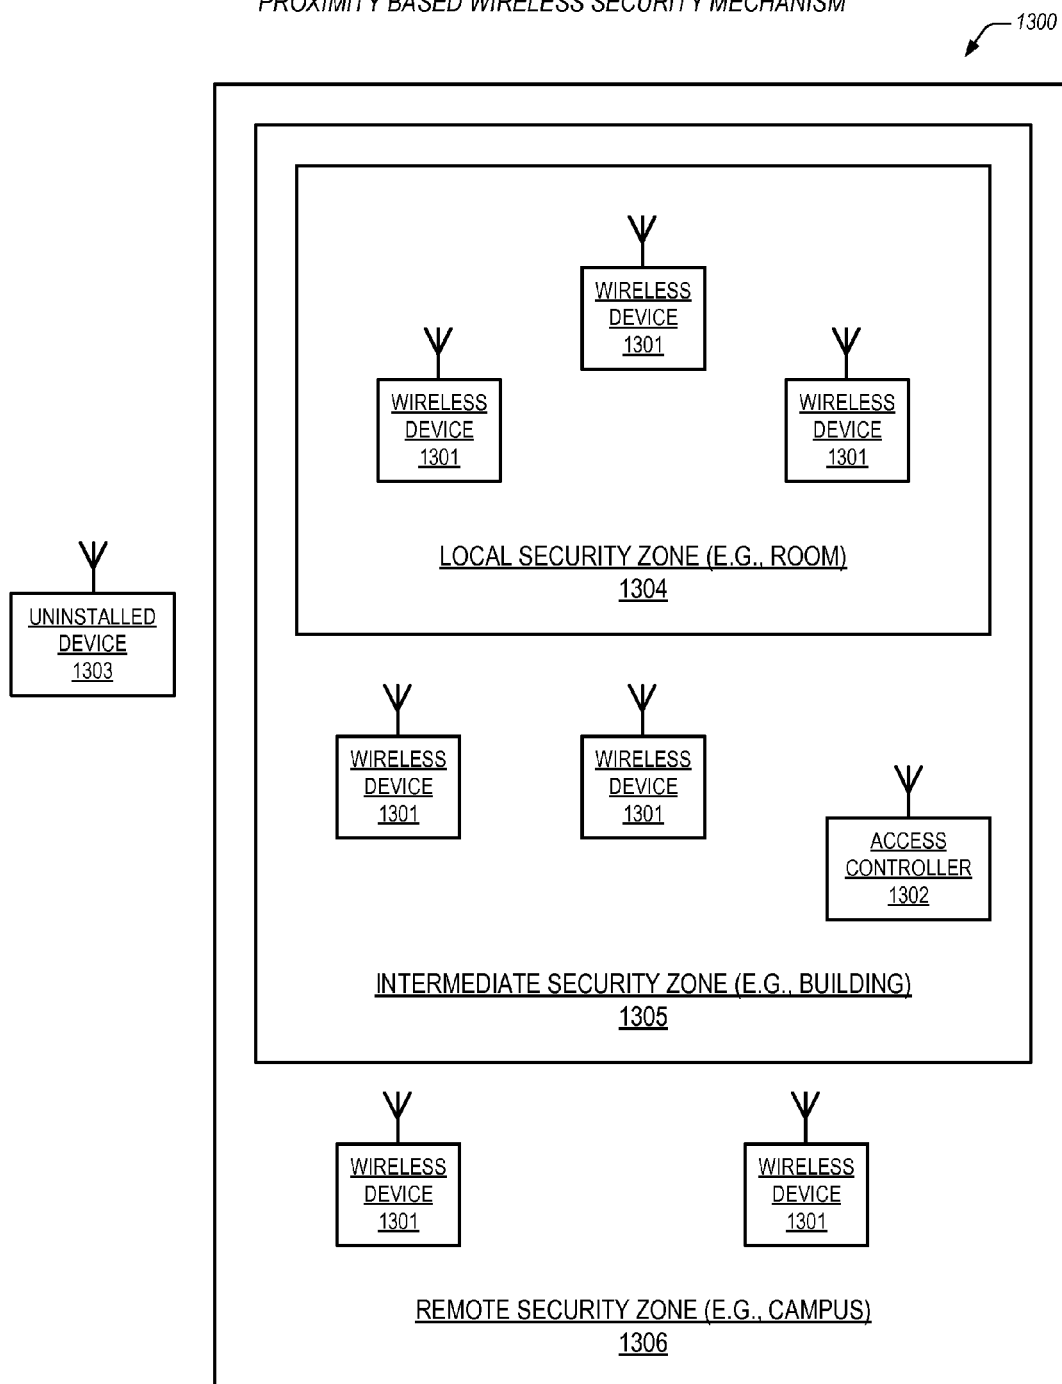 PROXIMITY BASED WIRELESS SECURITY MECHANISM
1300
WIRELESS
DEVICE
1301
WIRELESS
DEVICE
1301
WIRELESS
DEVICE
1301
LOCAL SECURITY ZONE (E.G., ROOM)
1304
UNINSTALLED
DEVICE
1303
WIRELESS
DEVICE
1301
WIRELESS
DEVICE
1301
ACCESS
CONTROLLER
1302
INTERMEDIATE SECURITY ZONE (E.G., BUILDING)
1305
WIRELESS
DEVICE
1301
WIRELESS
DEVICE
1301
REMOTE SECURITY ZONE (E.G., CAMPUS)
1306